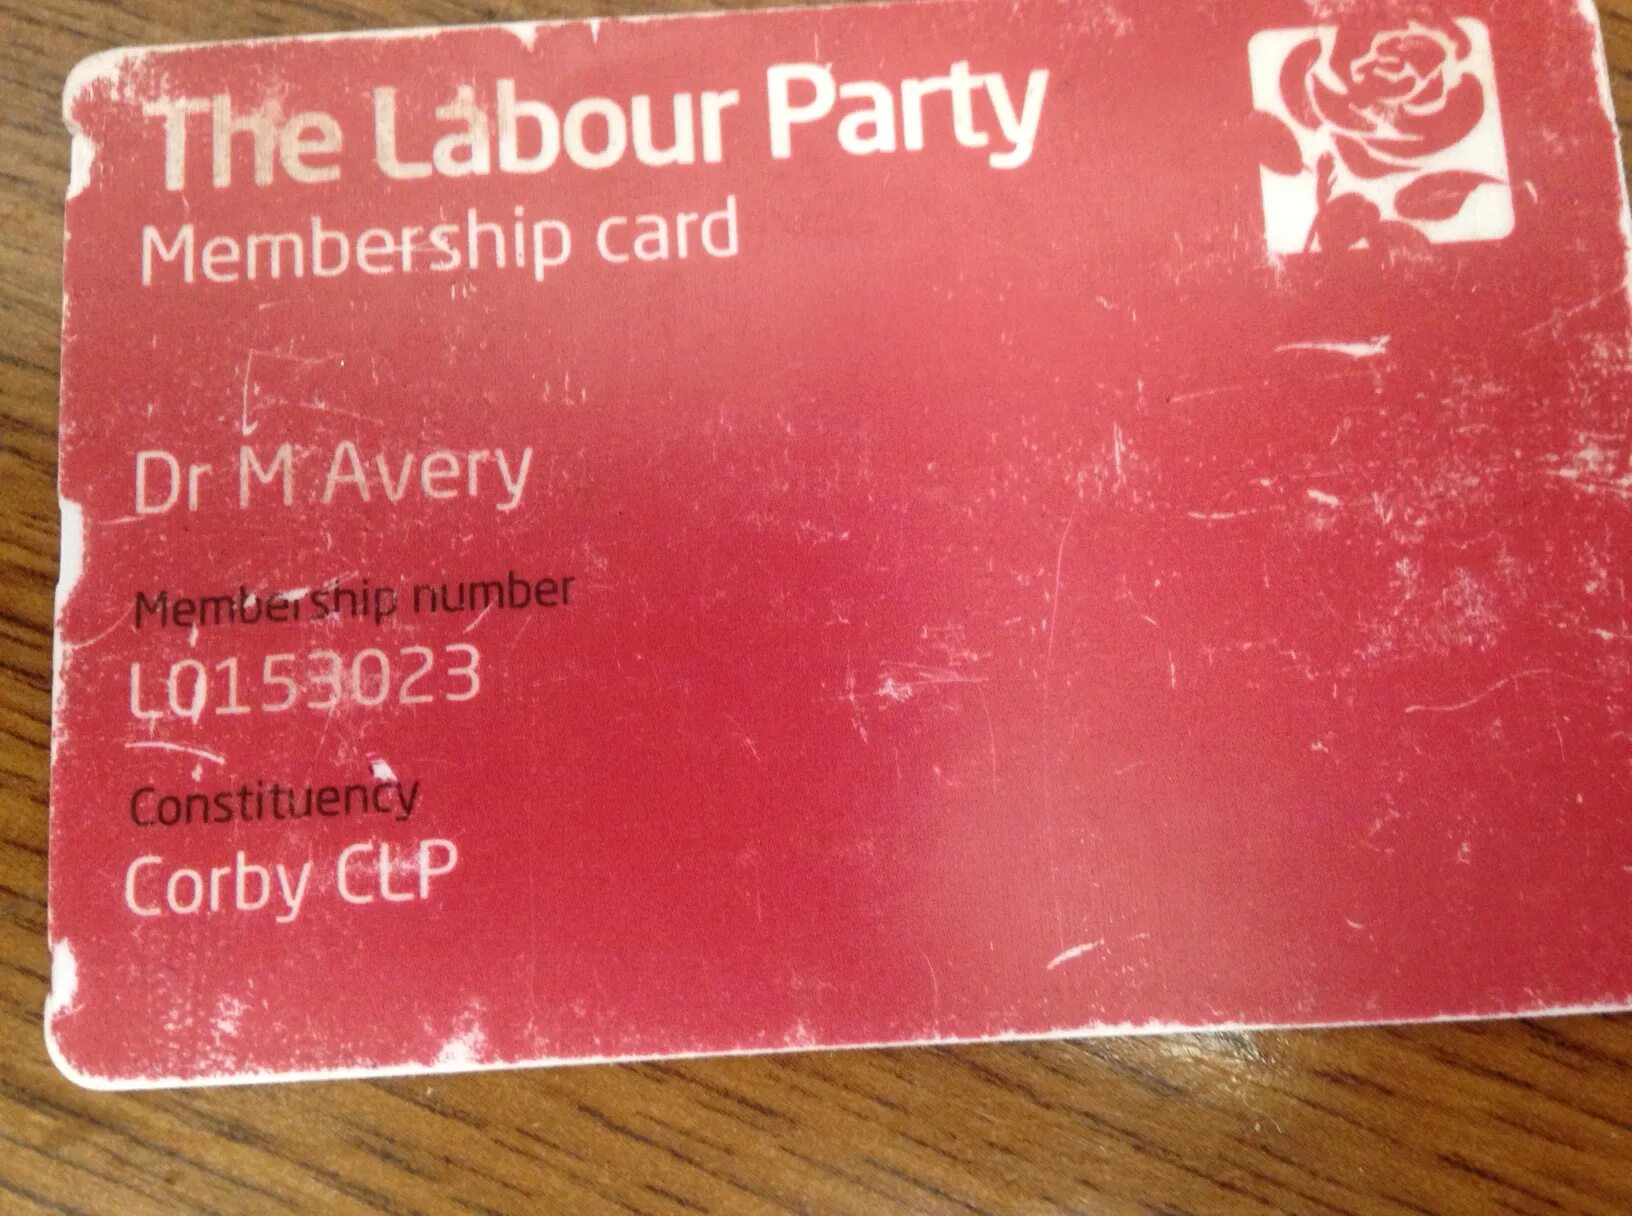 The Labour Party
Membership card
Dr M Avery
Membership number
L0153023
Constituency
Corby CLP